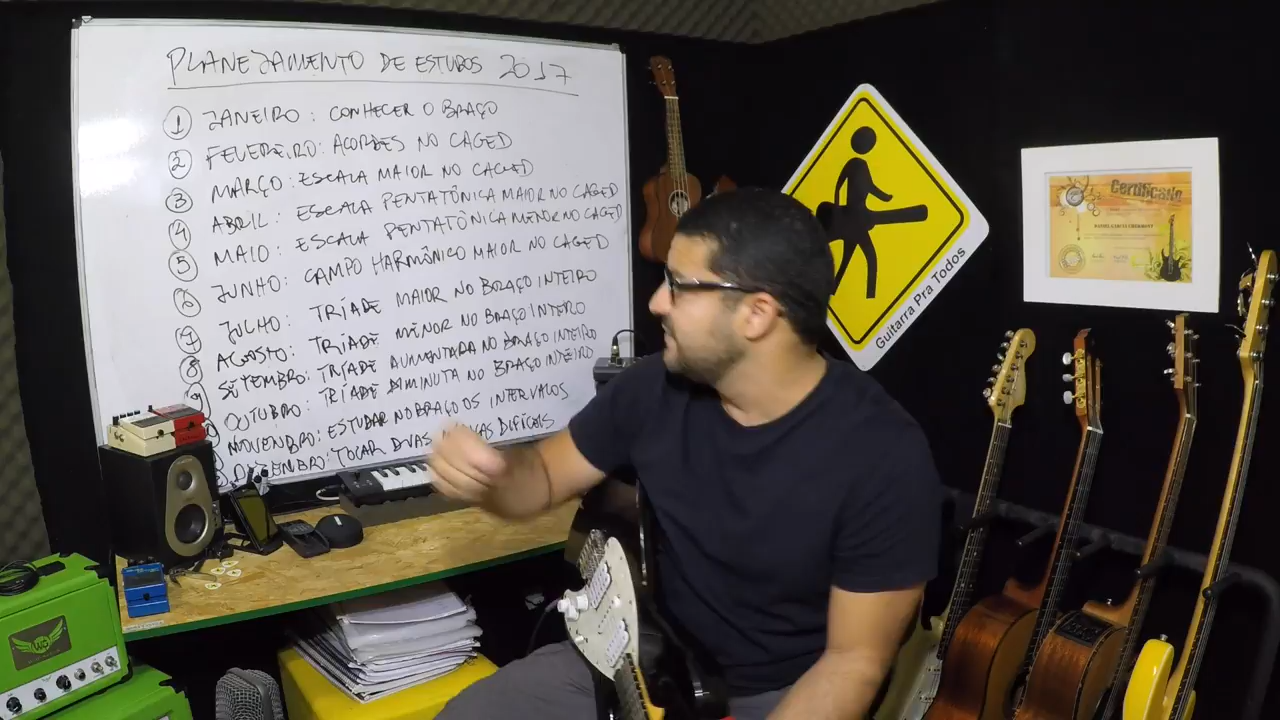 PLANEJAMENTO DE ESTUDOS 2017
1 JANEIRO: CONHECER O BRAÇO
2 FEVEREIRO: ACORDES NO CAGED
3 MARÇO: ESCALA MAIOR NO CAGED
4 ABRIL: ESCALA PENTATÔNICA MAIOR NO CAGED
5 MAIO: ESCALA PENTATÔNICA MENOR NO CAGED
6 JUNHO: CAMPO HARMÔNICO MAIOR NO CAGED
7 JULHO: TRÍADE MAIOR NO BRAÇO INTEIRO
8 AGOSTO: TRÍADE MENOR NO BRAÇO INTEIRO
SETEMBRO: TRÍADE AUMENTADA NO BRAÇO INTEIRO
OUTUBRO: TRÍADE DIMINUTA NO BRAÇO INTEIRO
NOVEMBRO: ESTUDAR NO BRAÇO OS INTERVALOS
DEZEMBRO: TOCAR DUAS DIFÍCEIS
Guitarra Pra Todos
Certificado